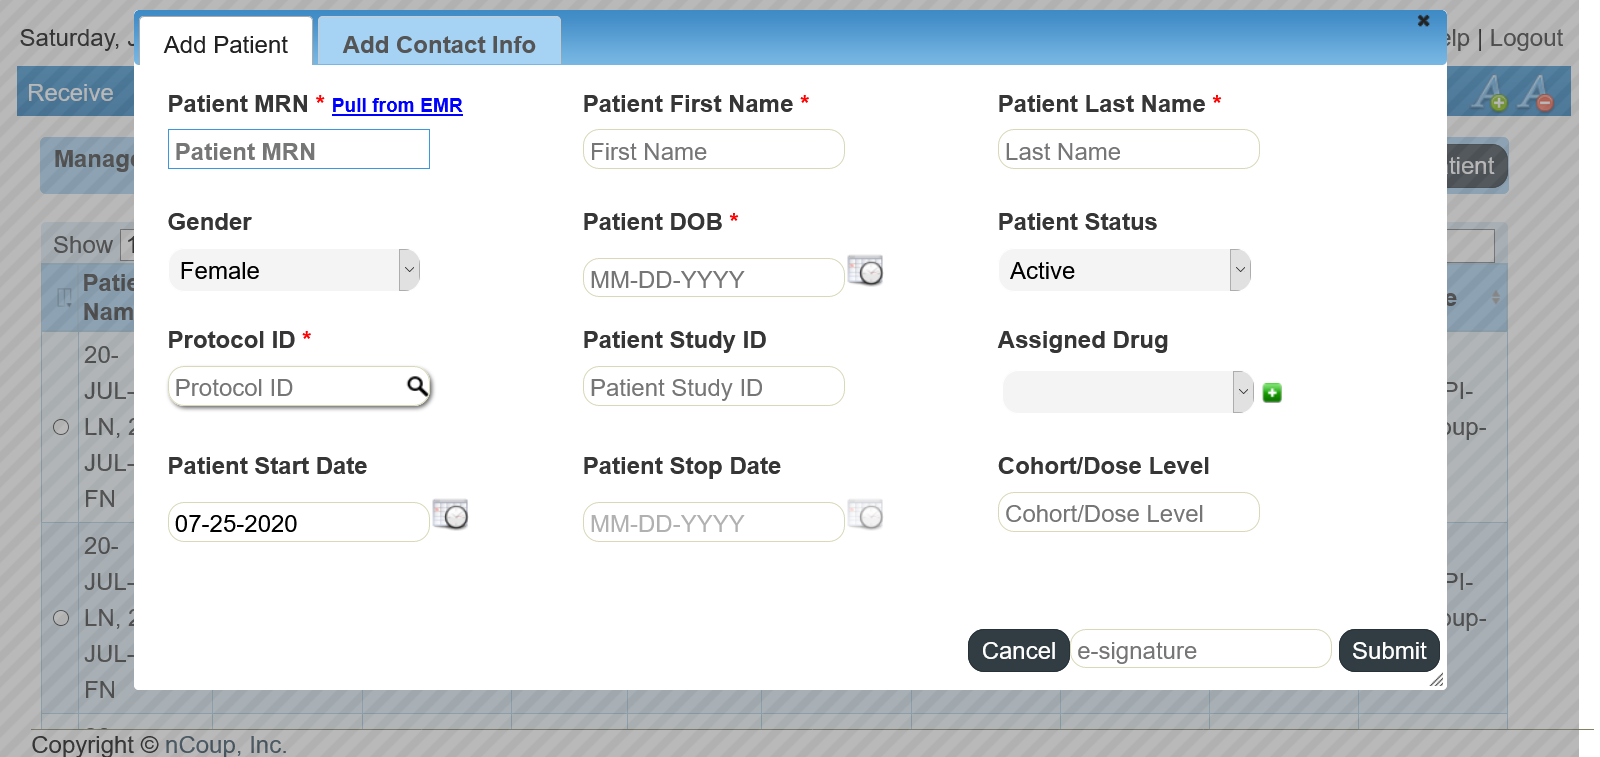 Saturday, J
elp | Logout
Add Patient
Add Contact Info
Receive
Patient MRN * Pull from EMR
Patient First Name *
Patient Last Name *
Patient MRN
First Name
Last Name
Manage
tient
Gender
Patient DOB *
Patient Status
Show 1
Female
MM-DD-YYYY
Active
Patie
Nam
e
Protocol ID *
Patient Study ID
Assigned Drug
Protocol ID
Patient Study ID
20-
JUL-
LN, 2
JUL-
FN
PI-
oup-
Patient Start Date
Patient Stop Date
Cohort/Dose Level
07-25-2020
MM-DD-YYYY
Cohort/Dose Level
20-
JUL-
LN, 2
JUL-
FN
PI-
oup-
Cancel
e-signature
Submit
Copyright © nCoup, Inc.